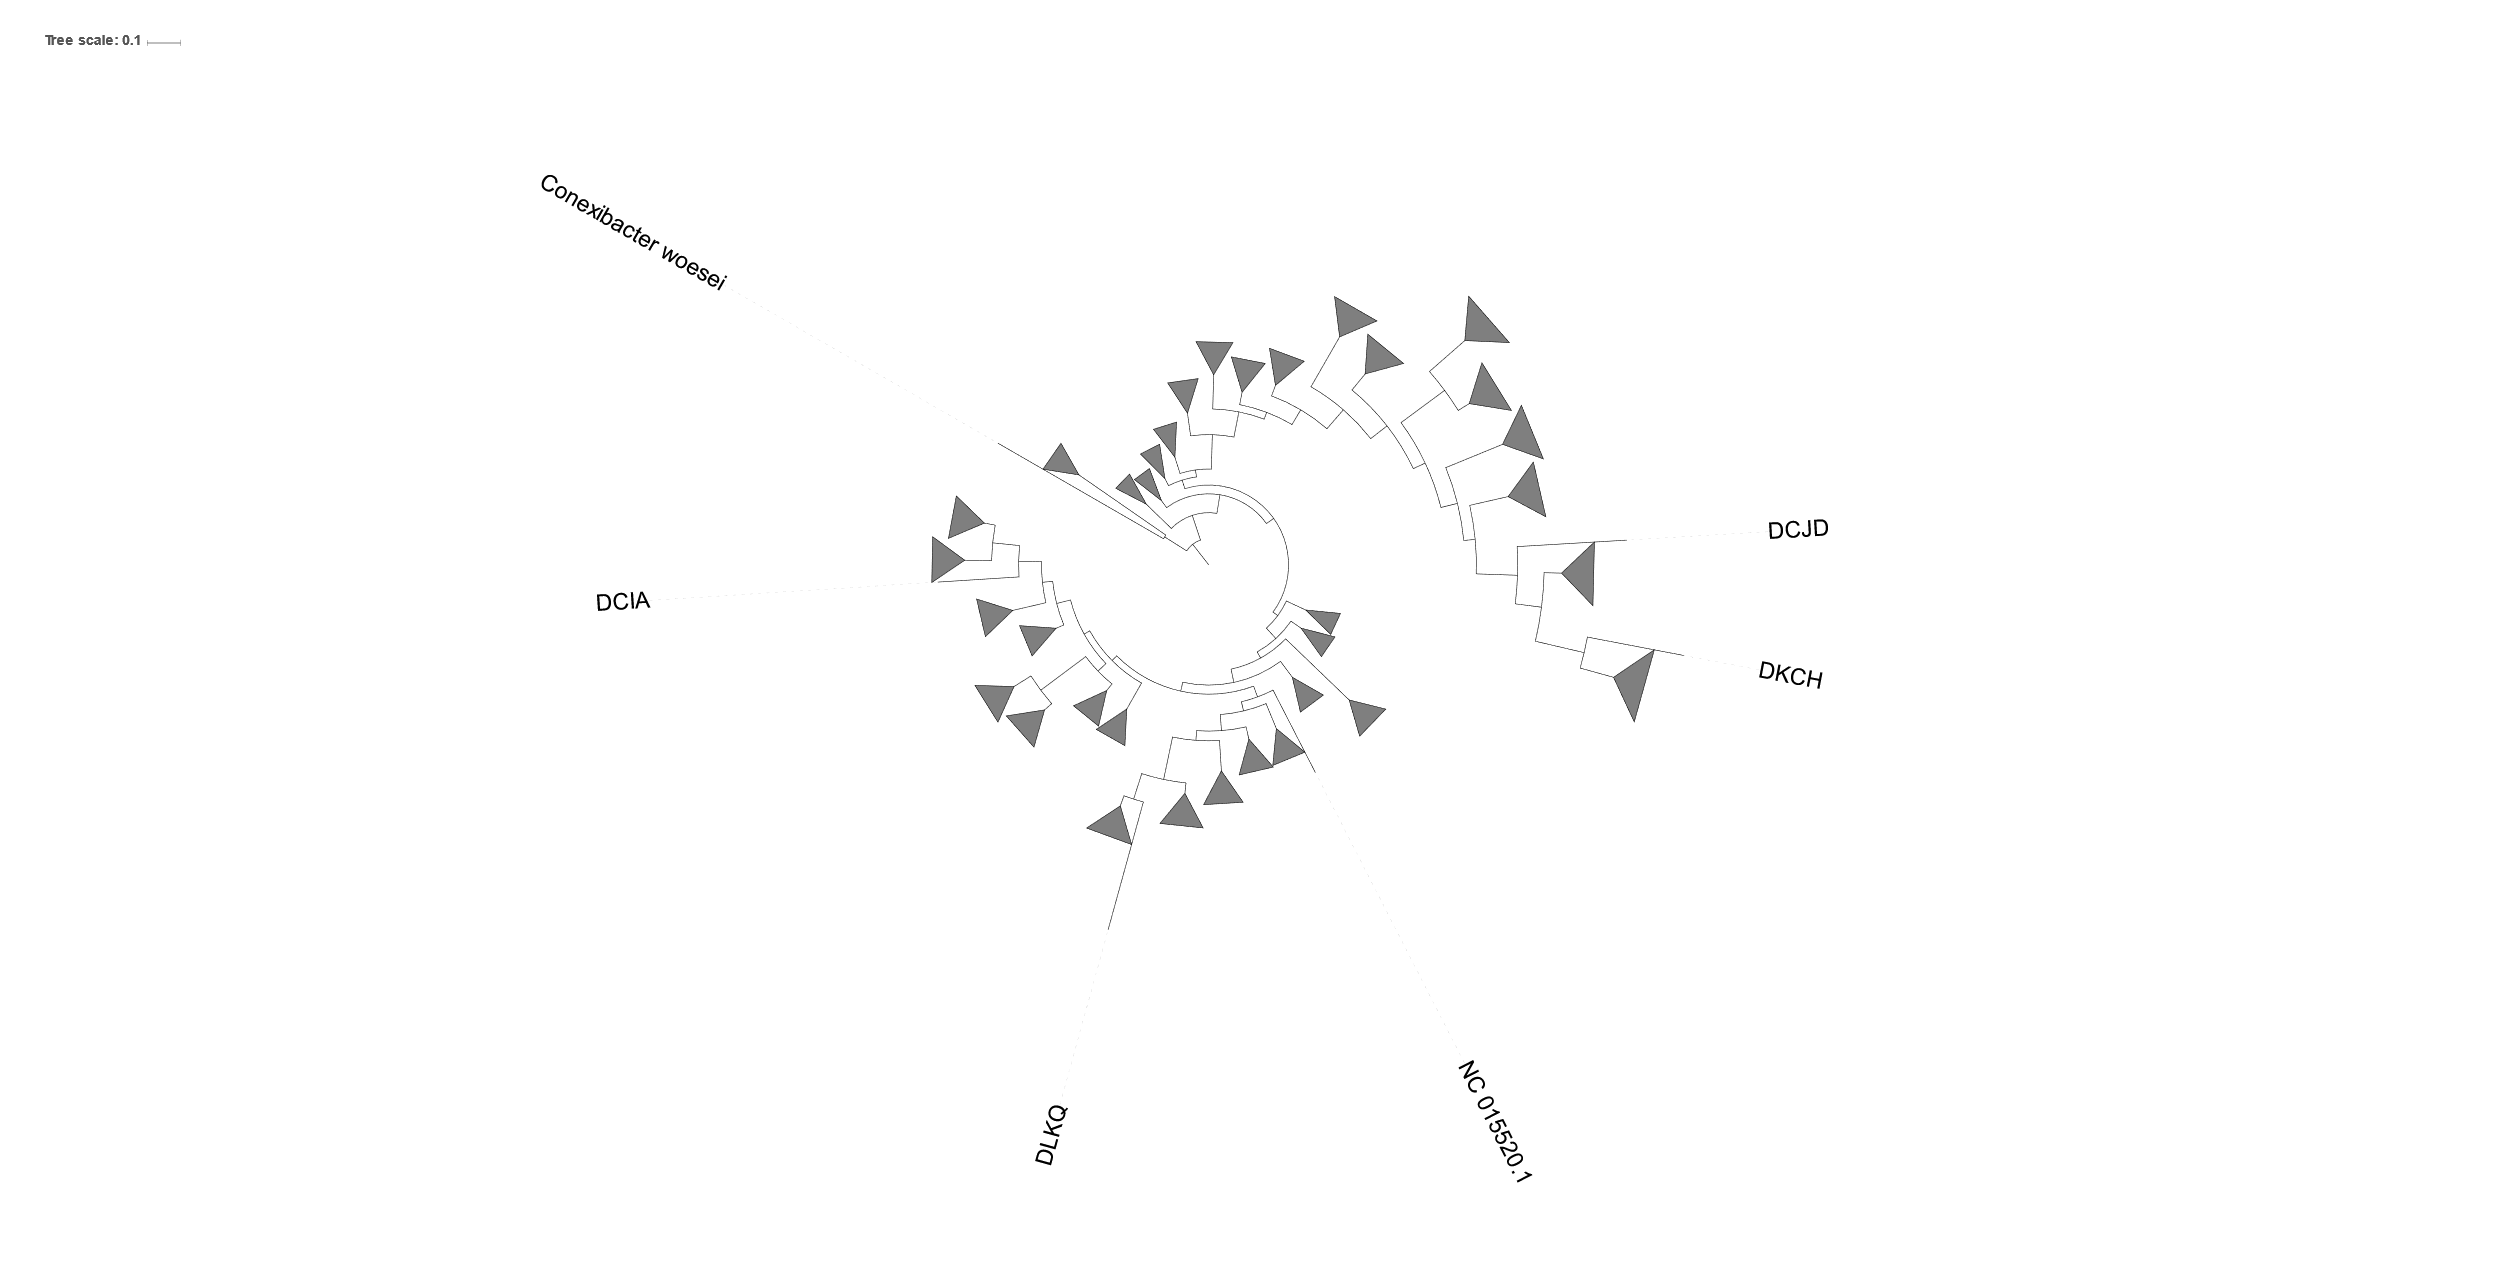 Tree scale: 0.1
Conexibacter woesei
DCJD
DCIA
DKCH
NC 015520.1
DLKQ